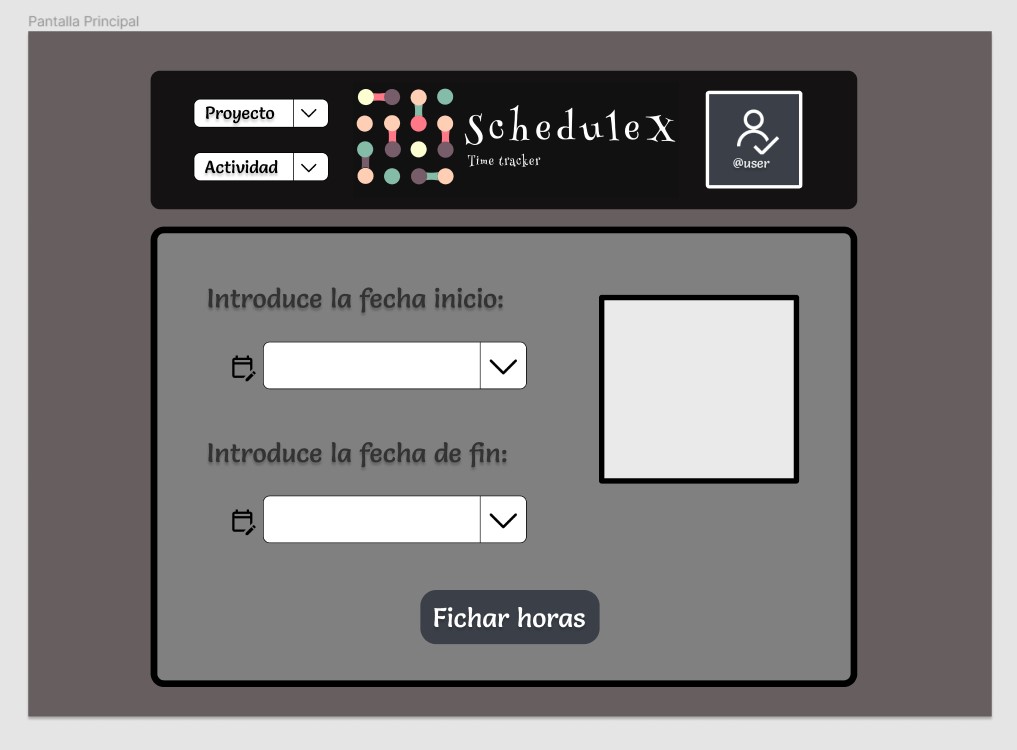 Pantalla Principal
Proyecto
Actividad
ScheduleX
Time tracker
@user
Introduce la fecha inicio:
Introduce la fecha de fin:
Fichar horas